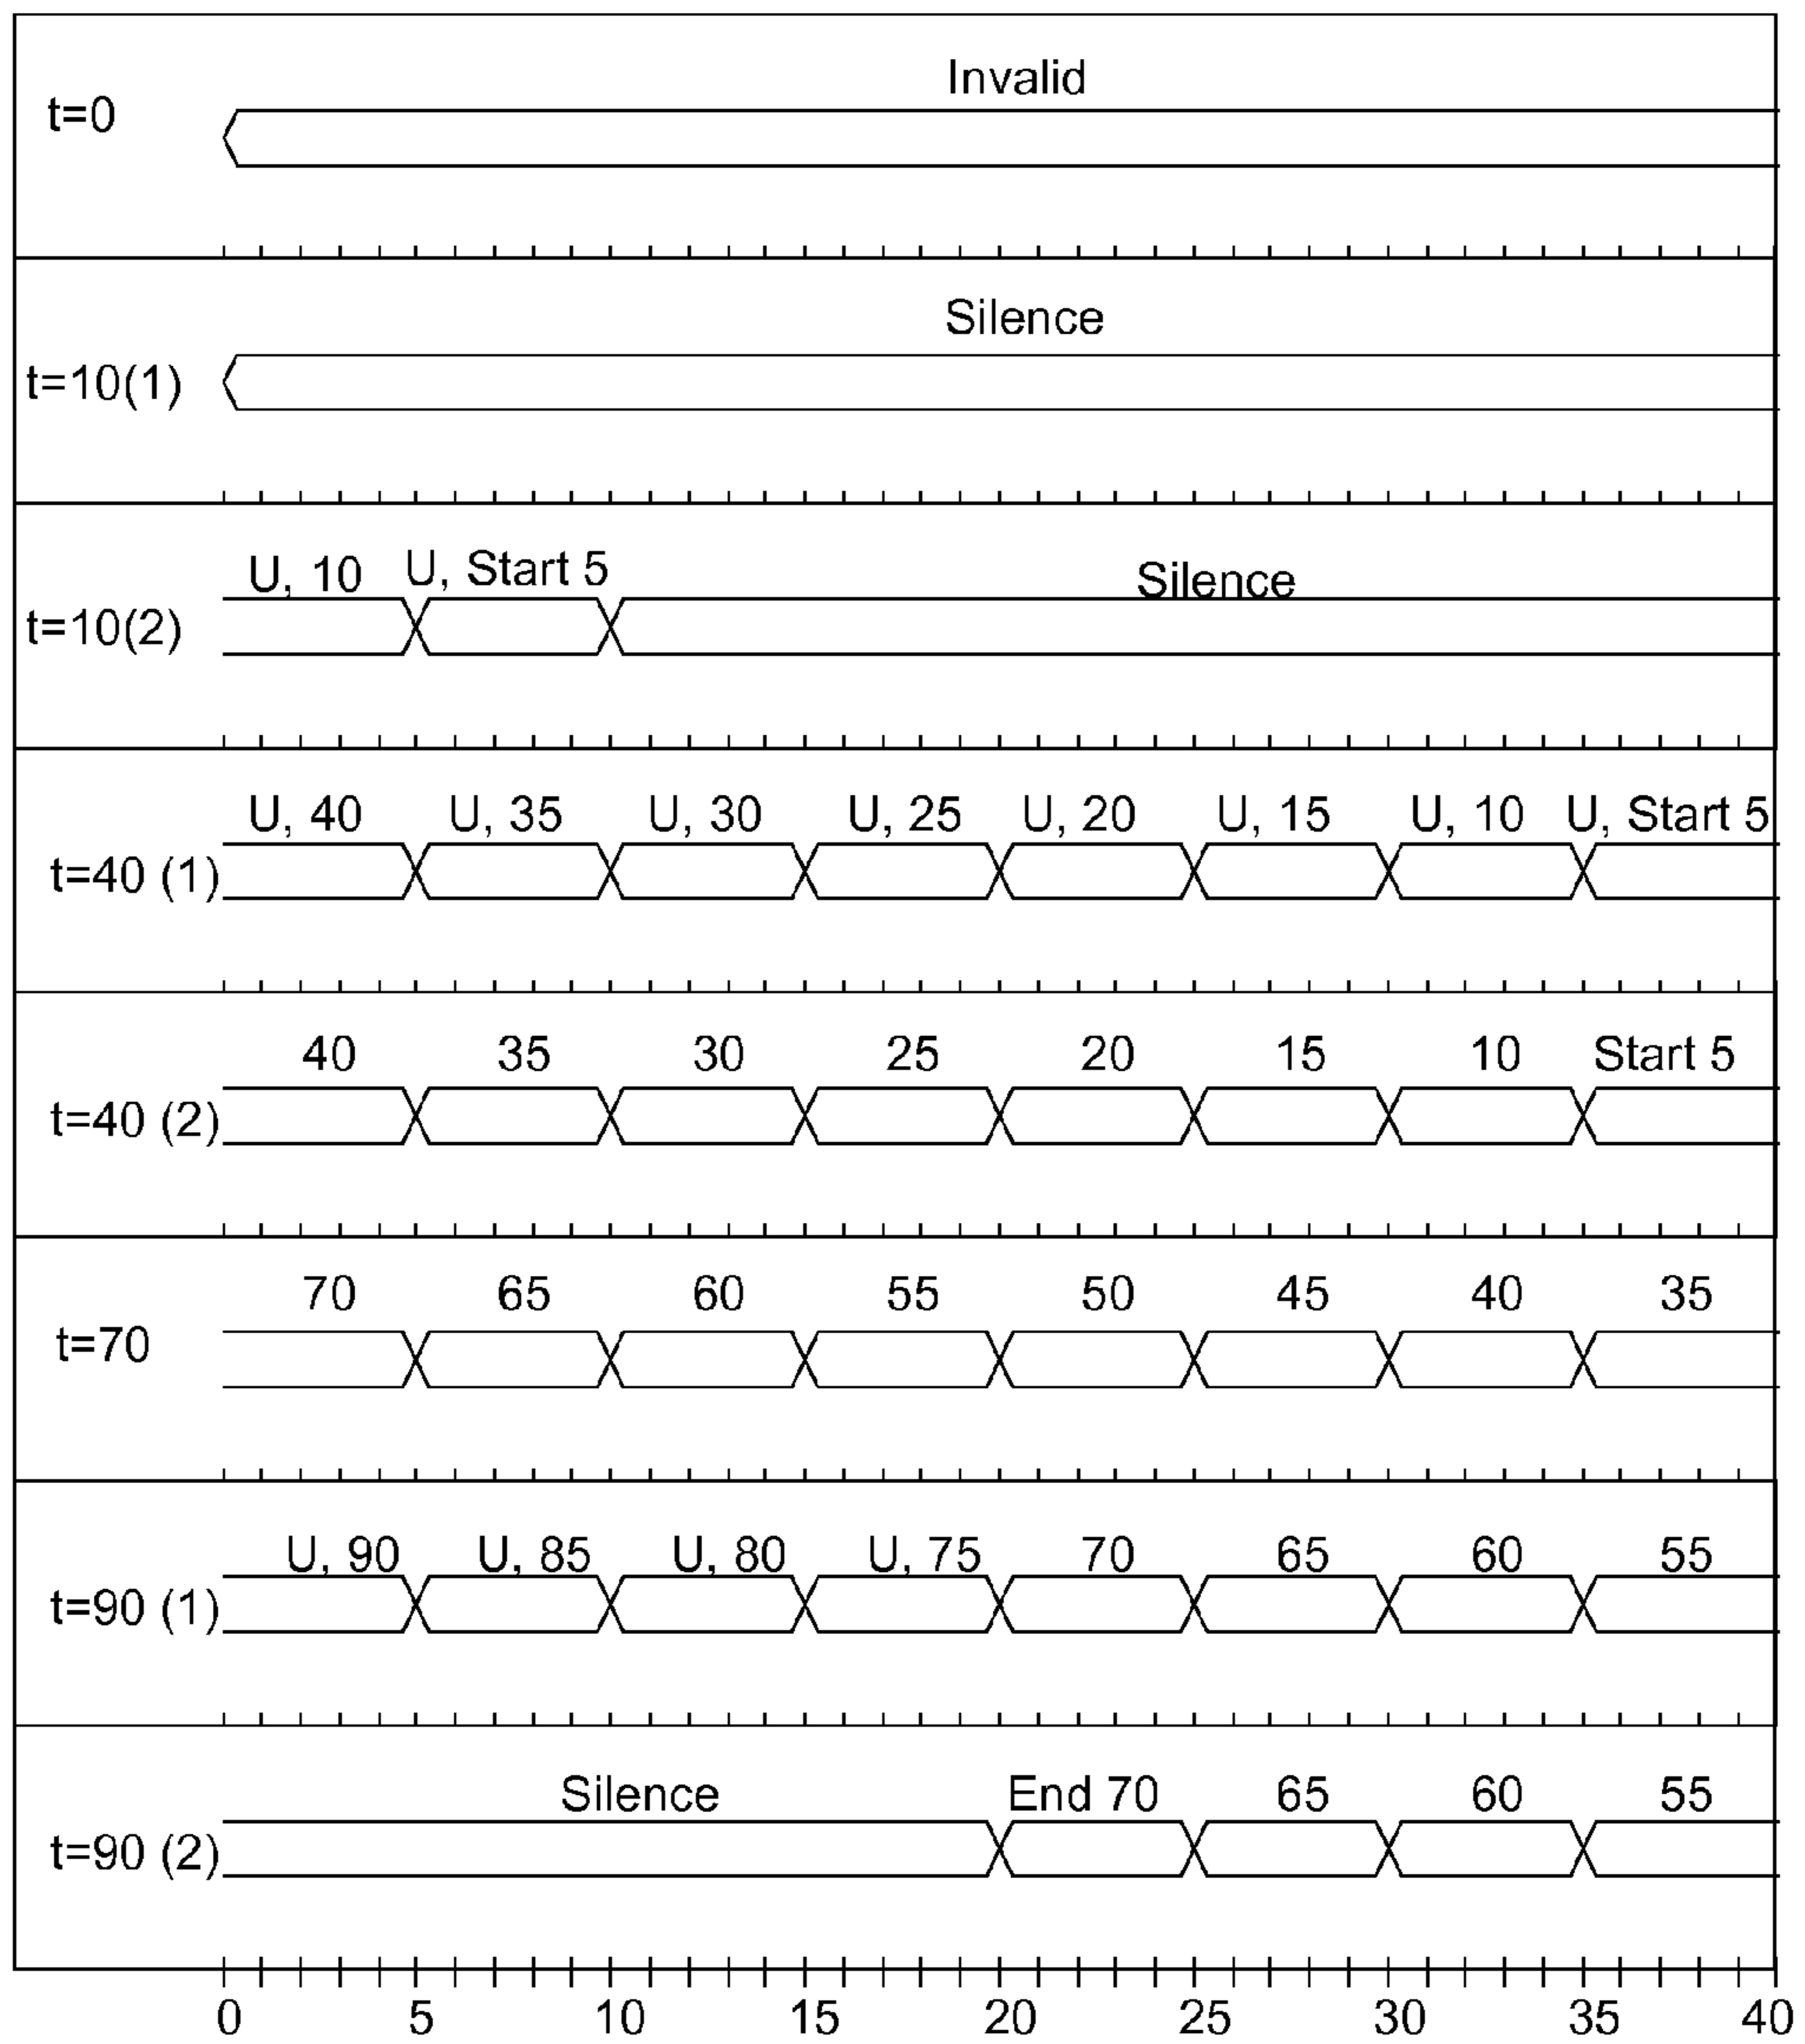 Invalid
t=0
Silence
t=10(1)
U, 10 U, Start 5 Silence
t=10(2)
U, 40 U, 35 U, 30 U, 25 U, 20 U, 15 U, 10 U, Start 5
t=40 (1)
40 35 30 25 20 15 10 Start 5
t=40 (2)
70 65 60 55 50 45 40 35
t=70
U, 90 U, 85 U, 80 U, 75 70 65 60 55
t=90 (1)
Silence End 70 65 60 55
t=90 (2)
0 5 10 15 20 25 30 35 40